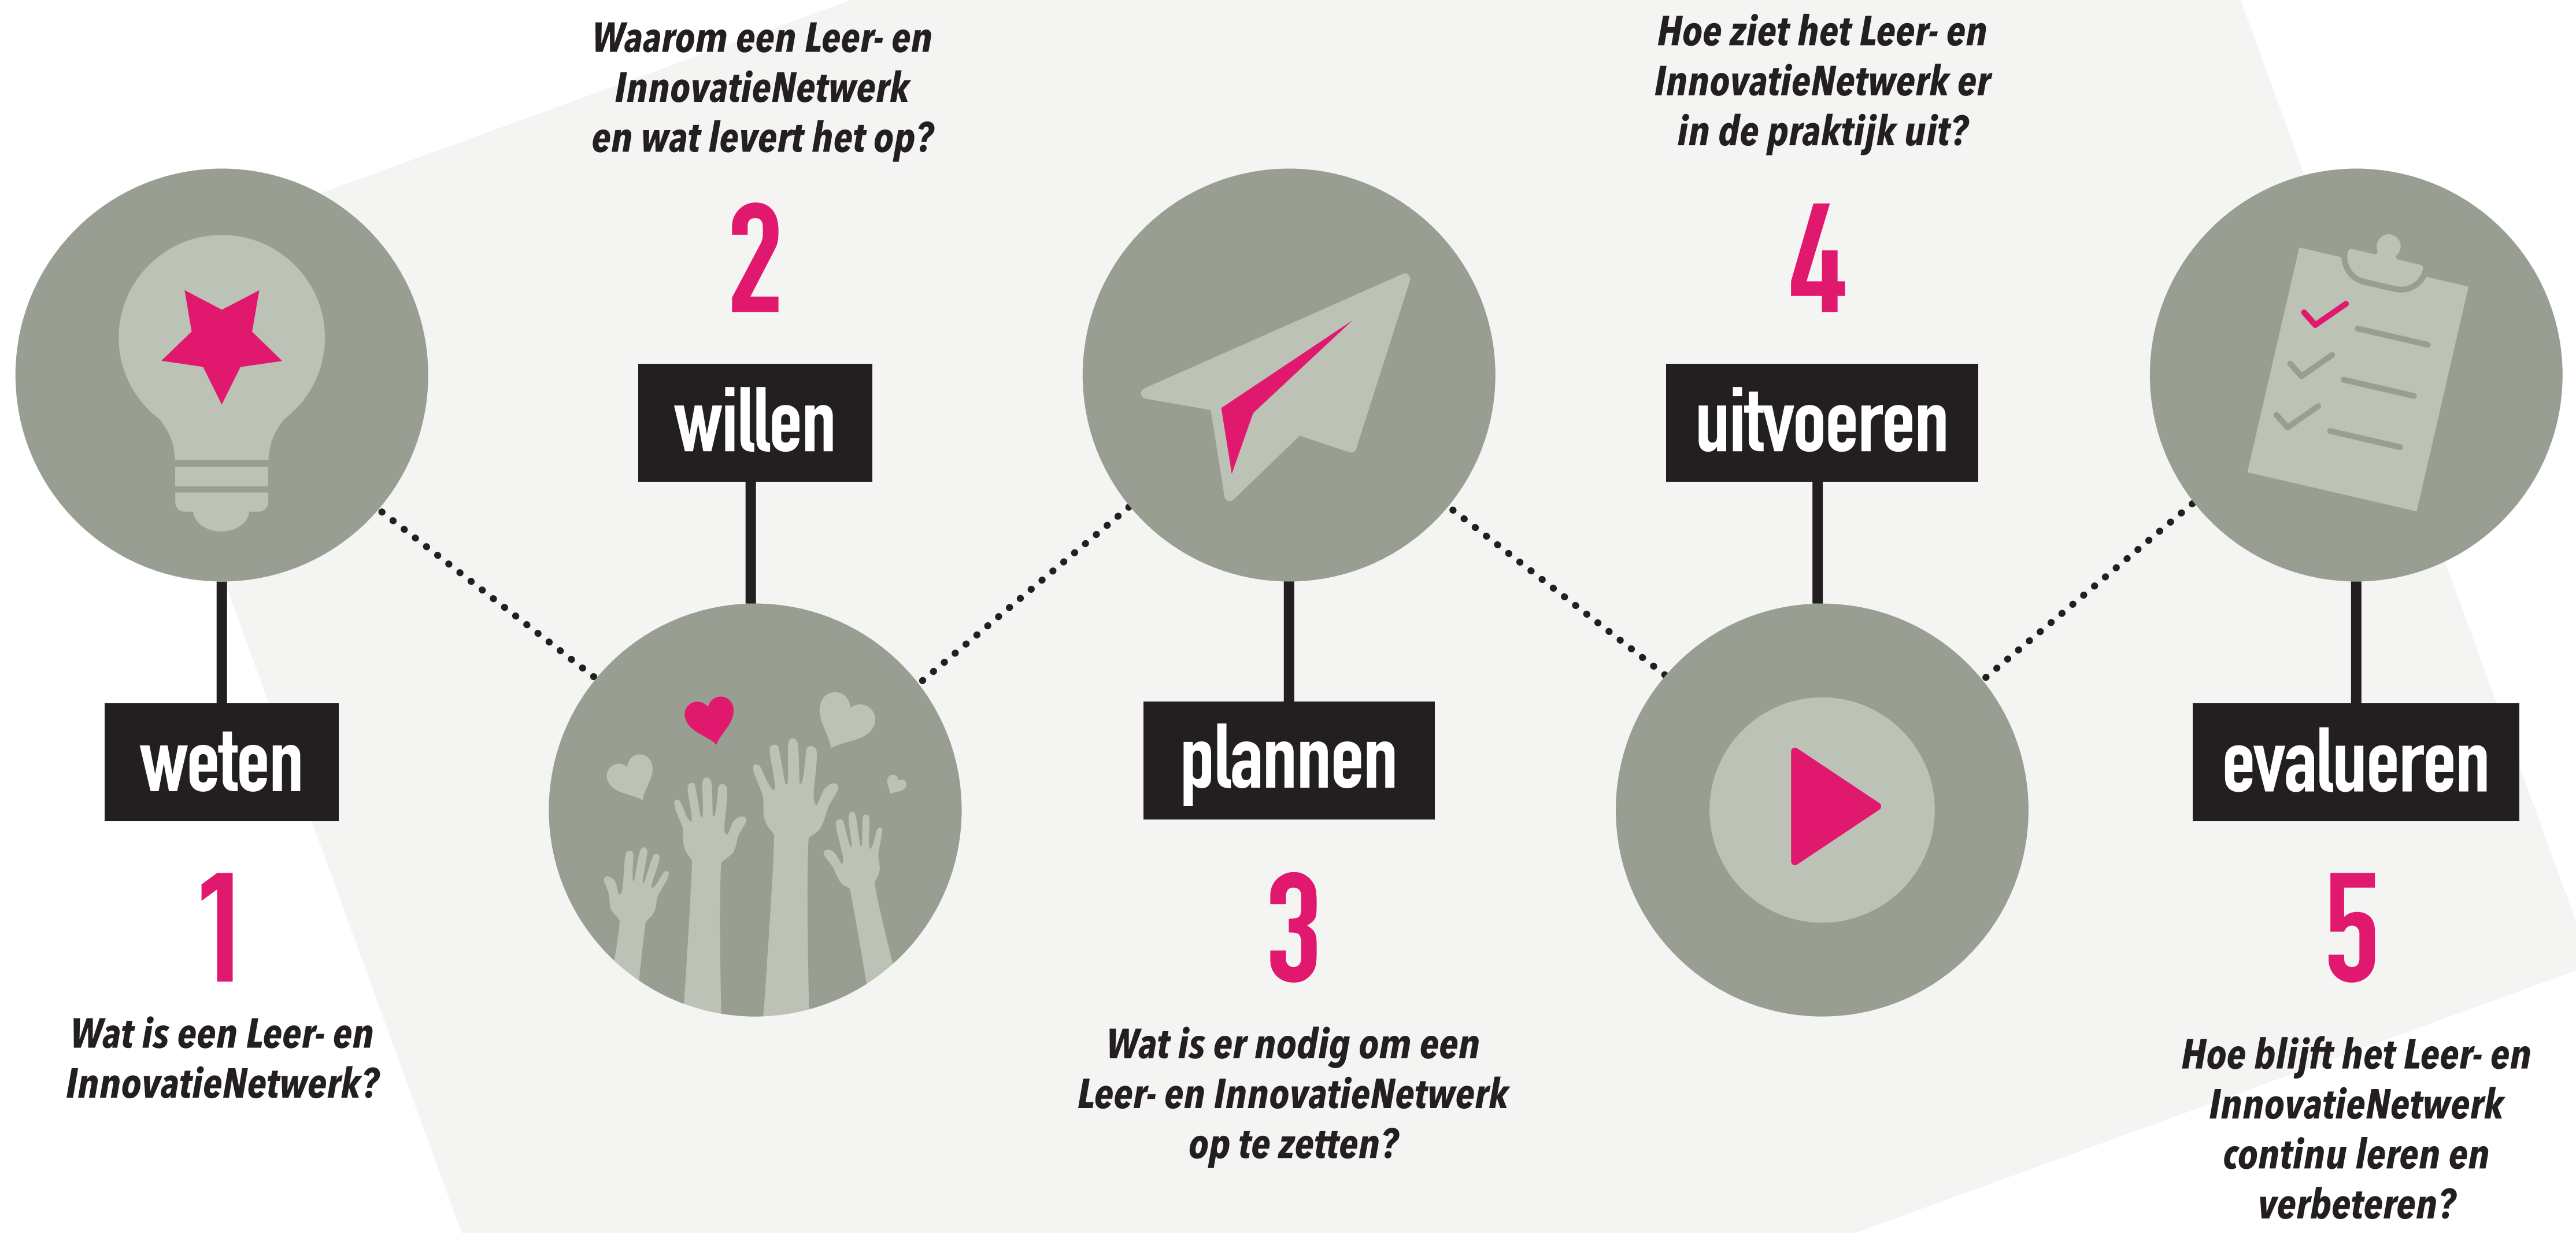 weten
1
Wat is een Leer- en
InnovatieNetwerk?
Waarom een Leer- en
InnovatieNetwerk
en wat levert het op?
2
willen
plannen
3
Wat is er nodig om een
Leer- en InnovatieNetwerk
op te zetten?
Hoe ziet het Leer- en
InnovatieNetwerk er
in de praktijk uit?
4
uitvoeren
evalueren
5
Hoe blijft het Leer- en
InnovatieNetwerk
continu leren en
verbeteren?